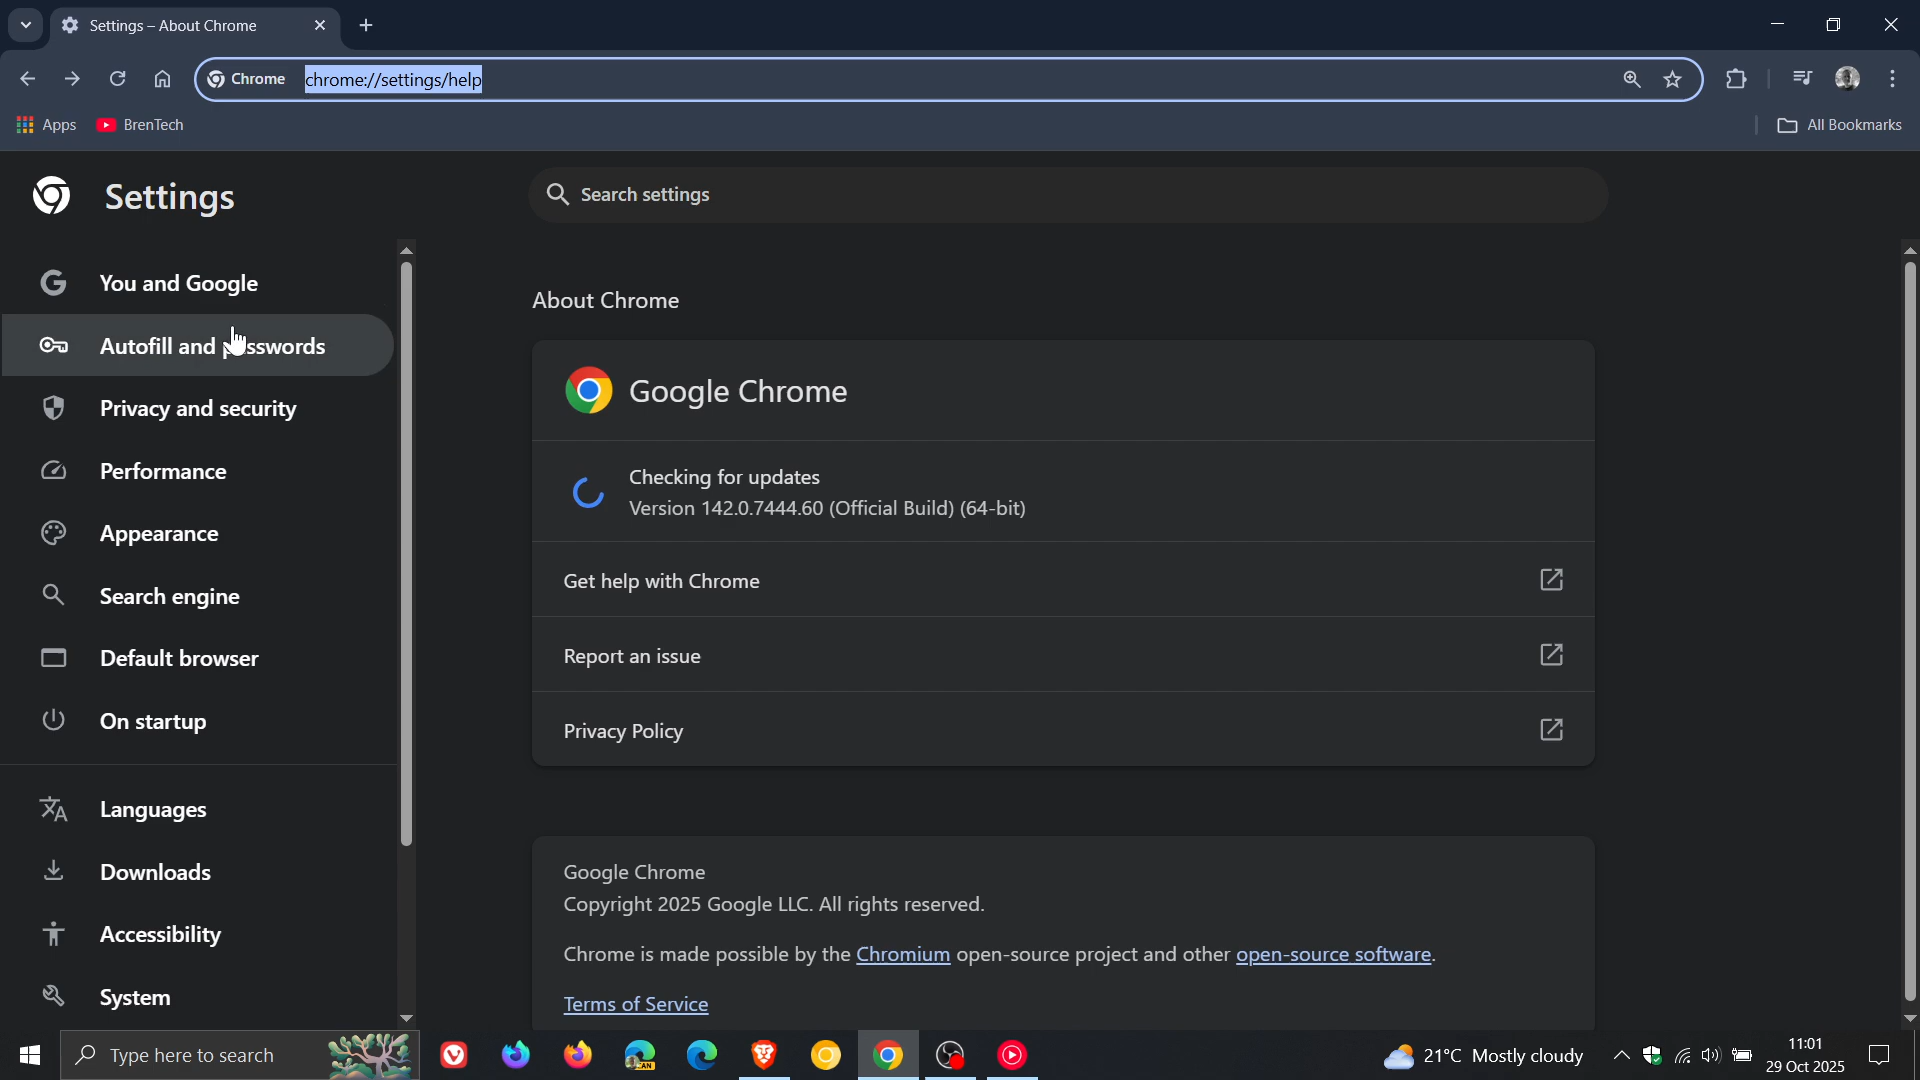 Settings – About Chrome
Chrome
chrome://settings/help
Apps
BrenTech
All Bookmarks
Settings
Search settings
You and Google
Autofill and passwords
Privacy and security
Performance
Appearance
Search engine
Default browser
On startup
Languages
Downloads
Accessibility
System
About Chrome
Google Chrome
Checking for updates
Version 142.0.7444.60 (Official Build) (64-bit)
Get help with Chrome
Report an issue
Privacy Policy
Google Chrome
Copyright 2025 Google LLC. All rights reserved.
Chrome is made possible by the Chromium open-source project and other open-source software.
Terms of Service
Type here to search
21°C Mostly cloudy
11:01
29 Oct 2025